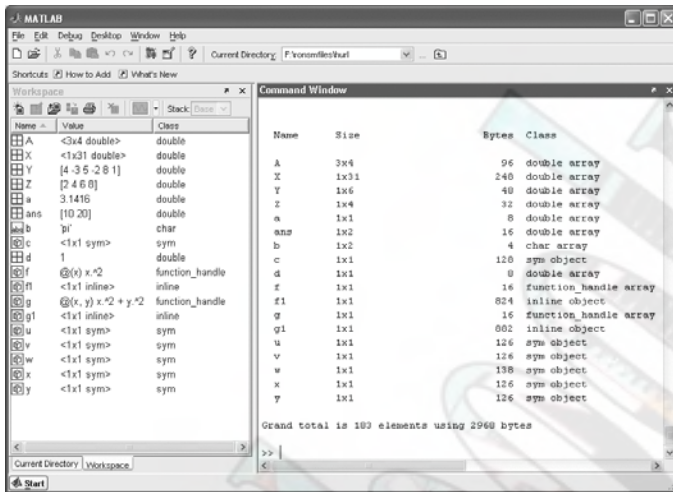 MATLAB
File Edit Debug Desktop Window Help
Current Directory: F:\ronsmfiles\hurl
Shortcuts How to Add What's New
Workspace
Stack: Base
Name Value Class
A <3x4 double> double
X <1x31 double> double
Y [4 -3 5 -2 8 1] double
Z [2 4 6 8] double
a 3.1416 double
ans [10 20] double
b 'pi' char
c <1x1 sym> sym
d 1 double
f @(x) x.^2 function_handle
f1 <1x1 inline> inline
g @(x, y) x.^2 + y.^2 function_handle
g1 <1x1 inline> inline
u <1x1 sym> sym
v <1x1 sym> sym
w <1x1 sym> sym
x <1x1 sym> sym
y <1x1 sym> sym
Current Directory Workspace
Command Window
Name Size Bytes Class
A 3x4 96 double array
X 1x31 248 double array
Y 1x6 48 double array
Z 1x4 32 double array
a 1x1 8 double array
ans 1x2 16 double array
b 1x2 4 char array
c 1x1 128 sym object
d 1x1 8 double array
f 1x1 16 function_handle array
f1 1x1 824 inline object
g 1x1 16 function_handle array
g1 1x1 882 inline object
u 1x1 126 sym object
v 1x1 126 sym object
w 1x1 138 sym object
x 1x1 126 sym object
y 1x1 126 sym object
Grand total is 183 elements using 2968 bytes
>>
Start